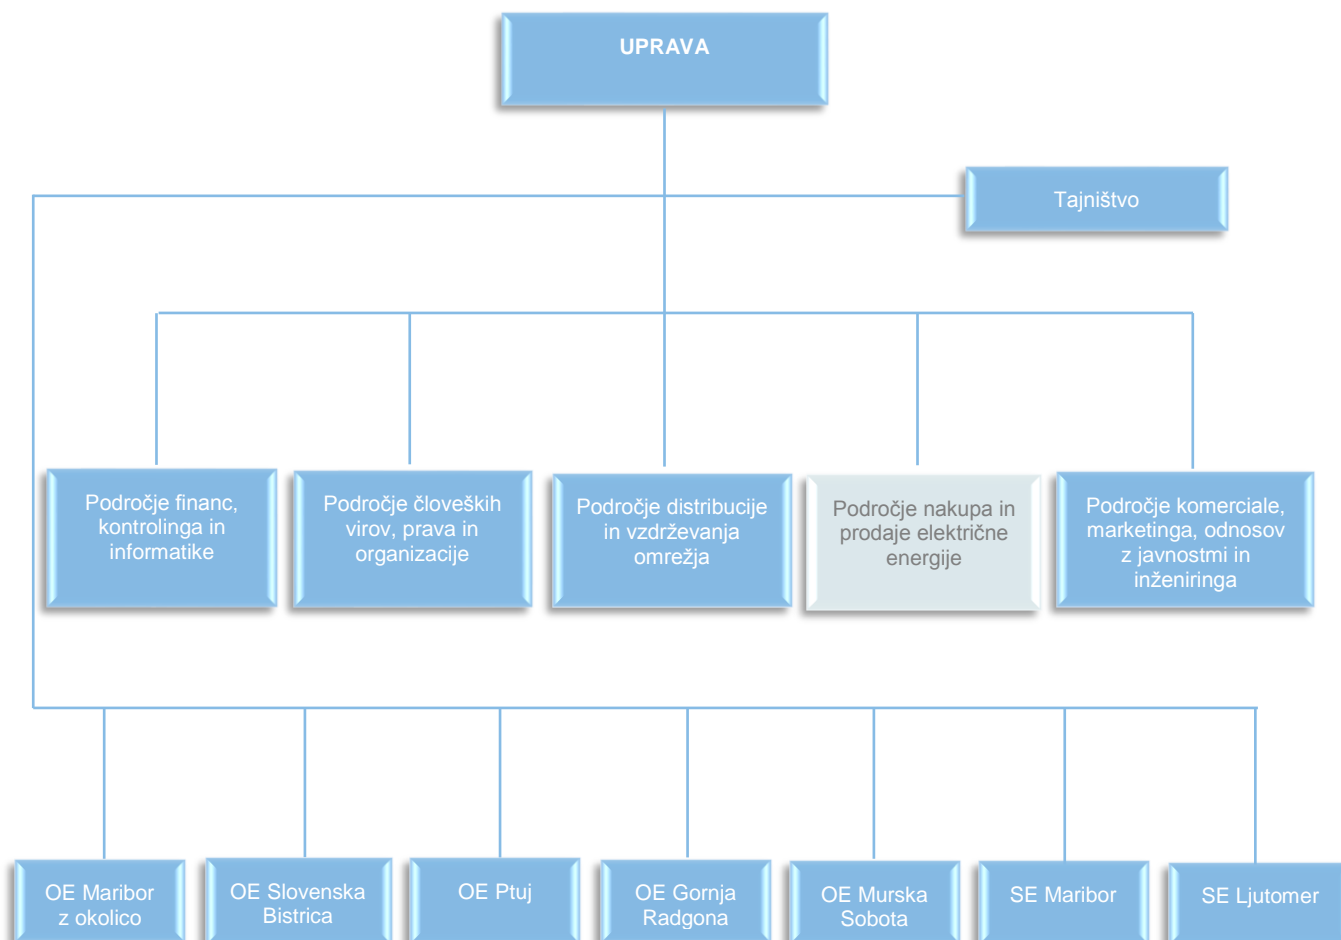 UPRAVA
Tajništvo
Področje financ,
kontrolinga in
informatike
Področje človeških
virov, prava in
organizacije
Področje distribucije
in vzdrževanja
omrežja
Področje nakupa in
prodaje električne
energije
Področje komerciale,
marketinga, odnosov
z javnostmi in
inženiringa
OE Maribor
z okolico
OE Slovenska
Bistrica
OE Ptuj
OE Gornja
Radgona
OE Murska
Sobota
SE Maribor
SE Ljutomer